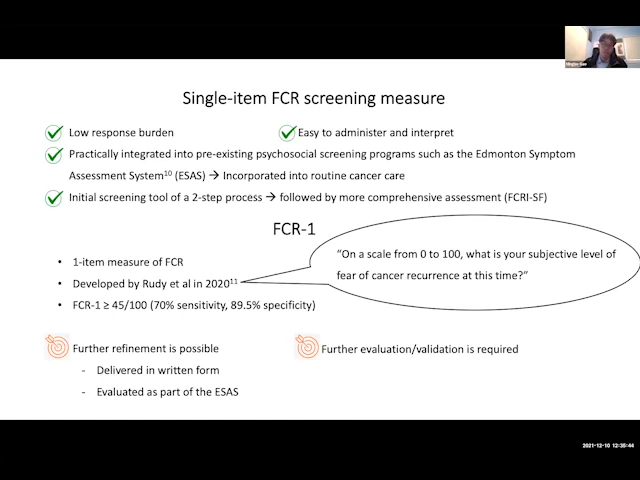 Single-item FCR screening measure
Low response burden
Easy to administer and interpret
Practically integrated into pre-existing psychosocial screening programs such as the Edmonton Symptom
Assessment System10 (ESAS) → Incorporated into routine cancer care
Initial screening tool of a 2-step process → followed by more comprehensive assessment (FCRI-SF)
FCR-1
“On a scale from 0 to 100, what is your subjective level of
fear of cancer recurrence at this time?”
• 1-item measure of FCR
• Developed by Rudy et al in 202011
• FCR-1 ≥ 45/100 (70% sensitivity, 89.5% specificity)
Further refinement is possible
- Delivered in written form
- Evaluated as part of the ESAS
Further evaluation/validation is required
2021-12-10 12:35:44